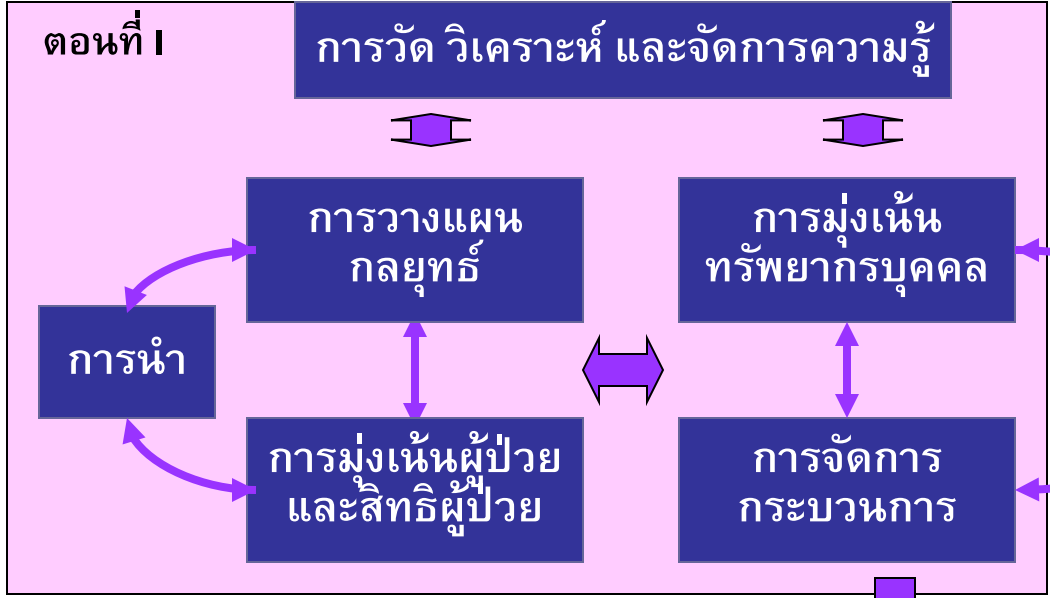 ตอนที่ I
การวัด วิเคราะห์ และจัดการความรู้
การวางแผน
กลยุทธ์
การมุ่งเน้น
ทรัพยากรบุคคล
การนำ
การมุ่งเน้นผู้ป่วย
และสิทธิผู้ป่วย
การจัดการ
กระบวนการ